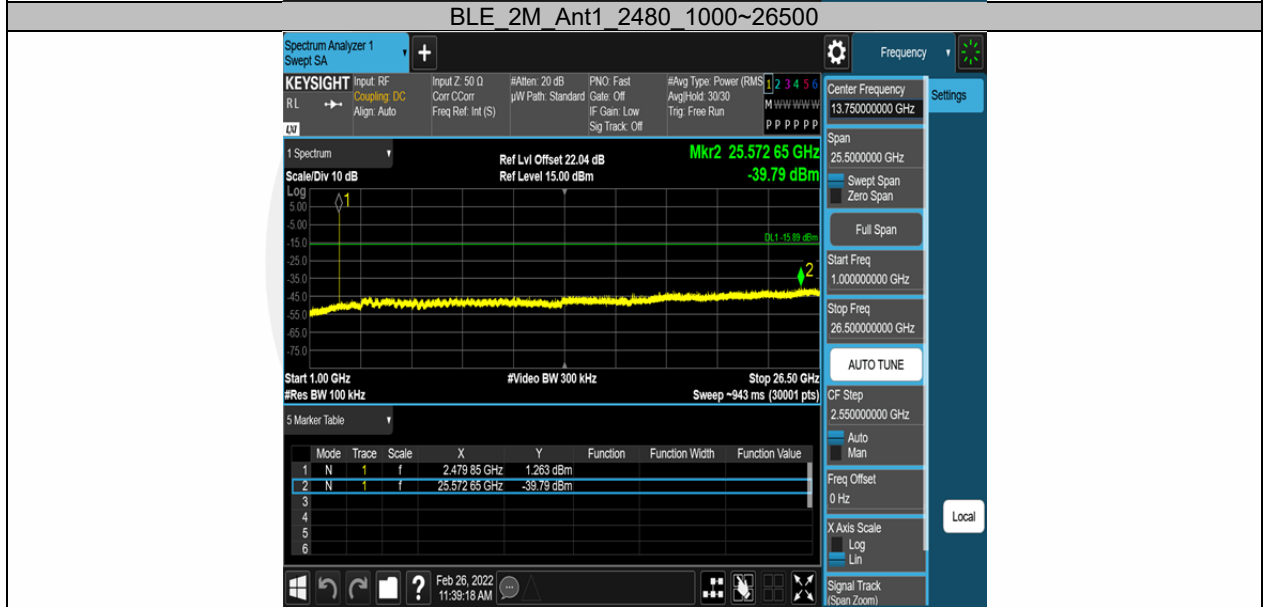 BLE_2M_Ant1_2480_1000~26500
Spectrum Analyzer 1
Swept SA
+
Frequency
KEYSIGHT Input: RF
RL Coupling: DC
Align: Auto
LXI
Input Z: 50 Ω
Corr CCorr
Freq Ref: Int (S)
#Atten: 20 dB
µW Path: Standard
PNO: Fast
Gate: Off
IF Gain: Low
Sig Track: Off
#Avg Type: Power (RMS
Avg|Hold: 30/30
Trig: Free Run
1 2 3 4 5 6
M W W W W W
P P P P P P
1 Spectrum
Scale/Div 10 dB
Ref Lvl Offset 22.04 dB
Ref Level 15.00 dBm
Mkr2 25.572 65 GHz
-39.79 dBm
Log
5.00
-5.00
-15.0
-25.0
-35.0
-45.0
-55.0
-65.0
-75.0
1
DL1 -15.89 dBm
2
Start 1.00 GHz #Video BW 300 kHz Stop 26.50 GHz
#Res BW 100 kHz Sweep ~943 ms (30001 pts)
5 Marker Table
Mode Trace Scale X Y Function Function Width Function Value
1 N 1 f 2.479 85 GHz 1.263 dBm
2 N 1 f 25.572 65 GHz -39.79 dBm
3
4
5
6
?
Feb 26, 2022
11:39:18 AM
Center Frequency
13.750000000 GHz
Settings
Span
25.5000000 GHz
Swept Span
Zero Span
Full Span
Start Freq
1.000000000 GHz
Stop Freq
26.500000000 GHz
AUTO TUNE
CF Step
2.550000000 GHz
Auto
Man
Freq Offset
0 Hz
X Axis Scale
Log
Lin
Local
Signal Track
(Span Zoom)